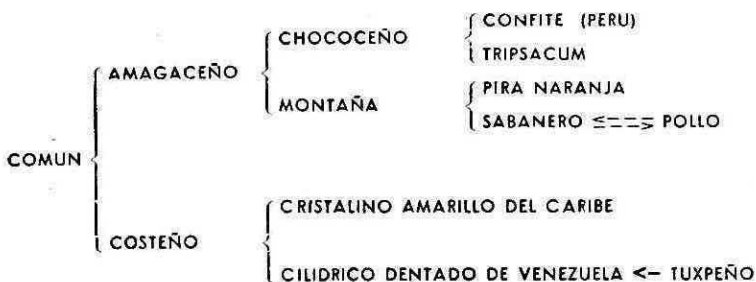 CHOCOCEÑO
CONFITE (PERU)
TRIPSACUM
AMAGACEÑO
MONTAÑA
PIRA NARANJA
SABANERO <===> POLLO
COMUN
COSTEÑO
CRISTALINO AMARILLO DEL CARIBE
CILIDRICO DENTADO DE VENEZUELA <- TUXPEÑO